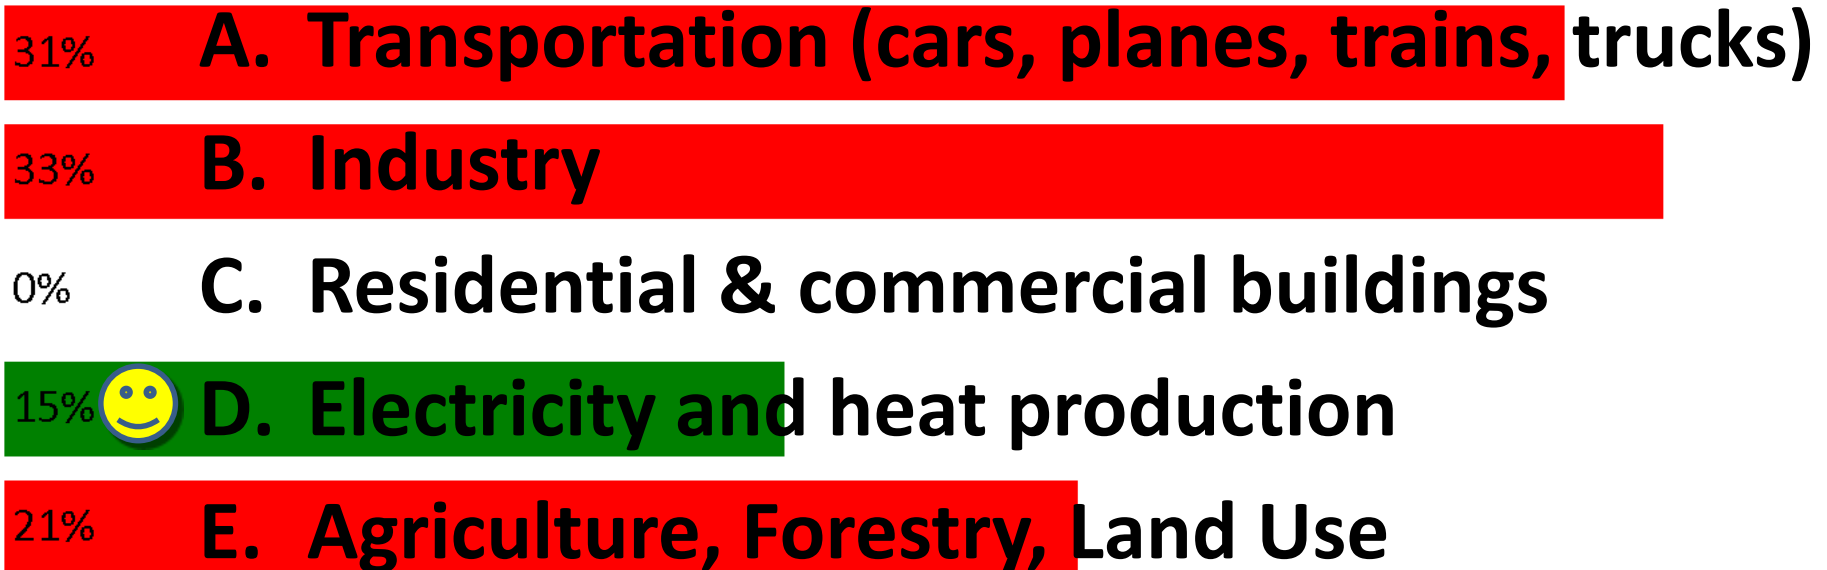 31% A. Transportation (cars, planes, trains, trucks)
33% B. Industry
0% C. Residential & commercial buildings
15% D. Electricity and heat production
21% E. Agriculture, Forestry, Land Use